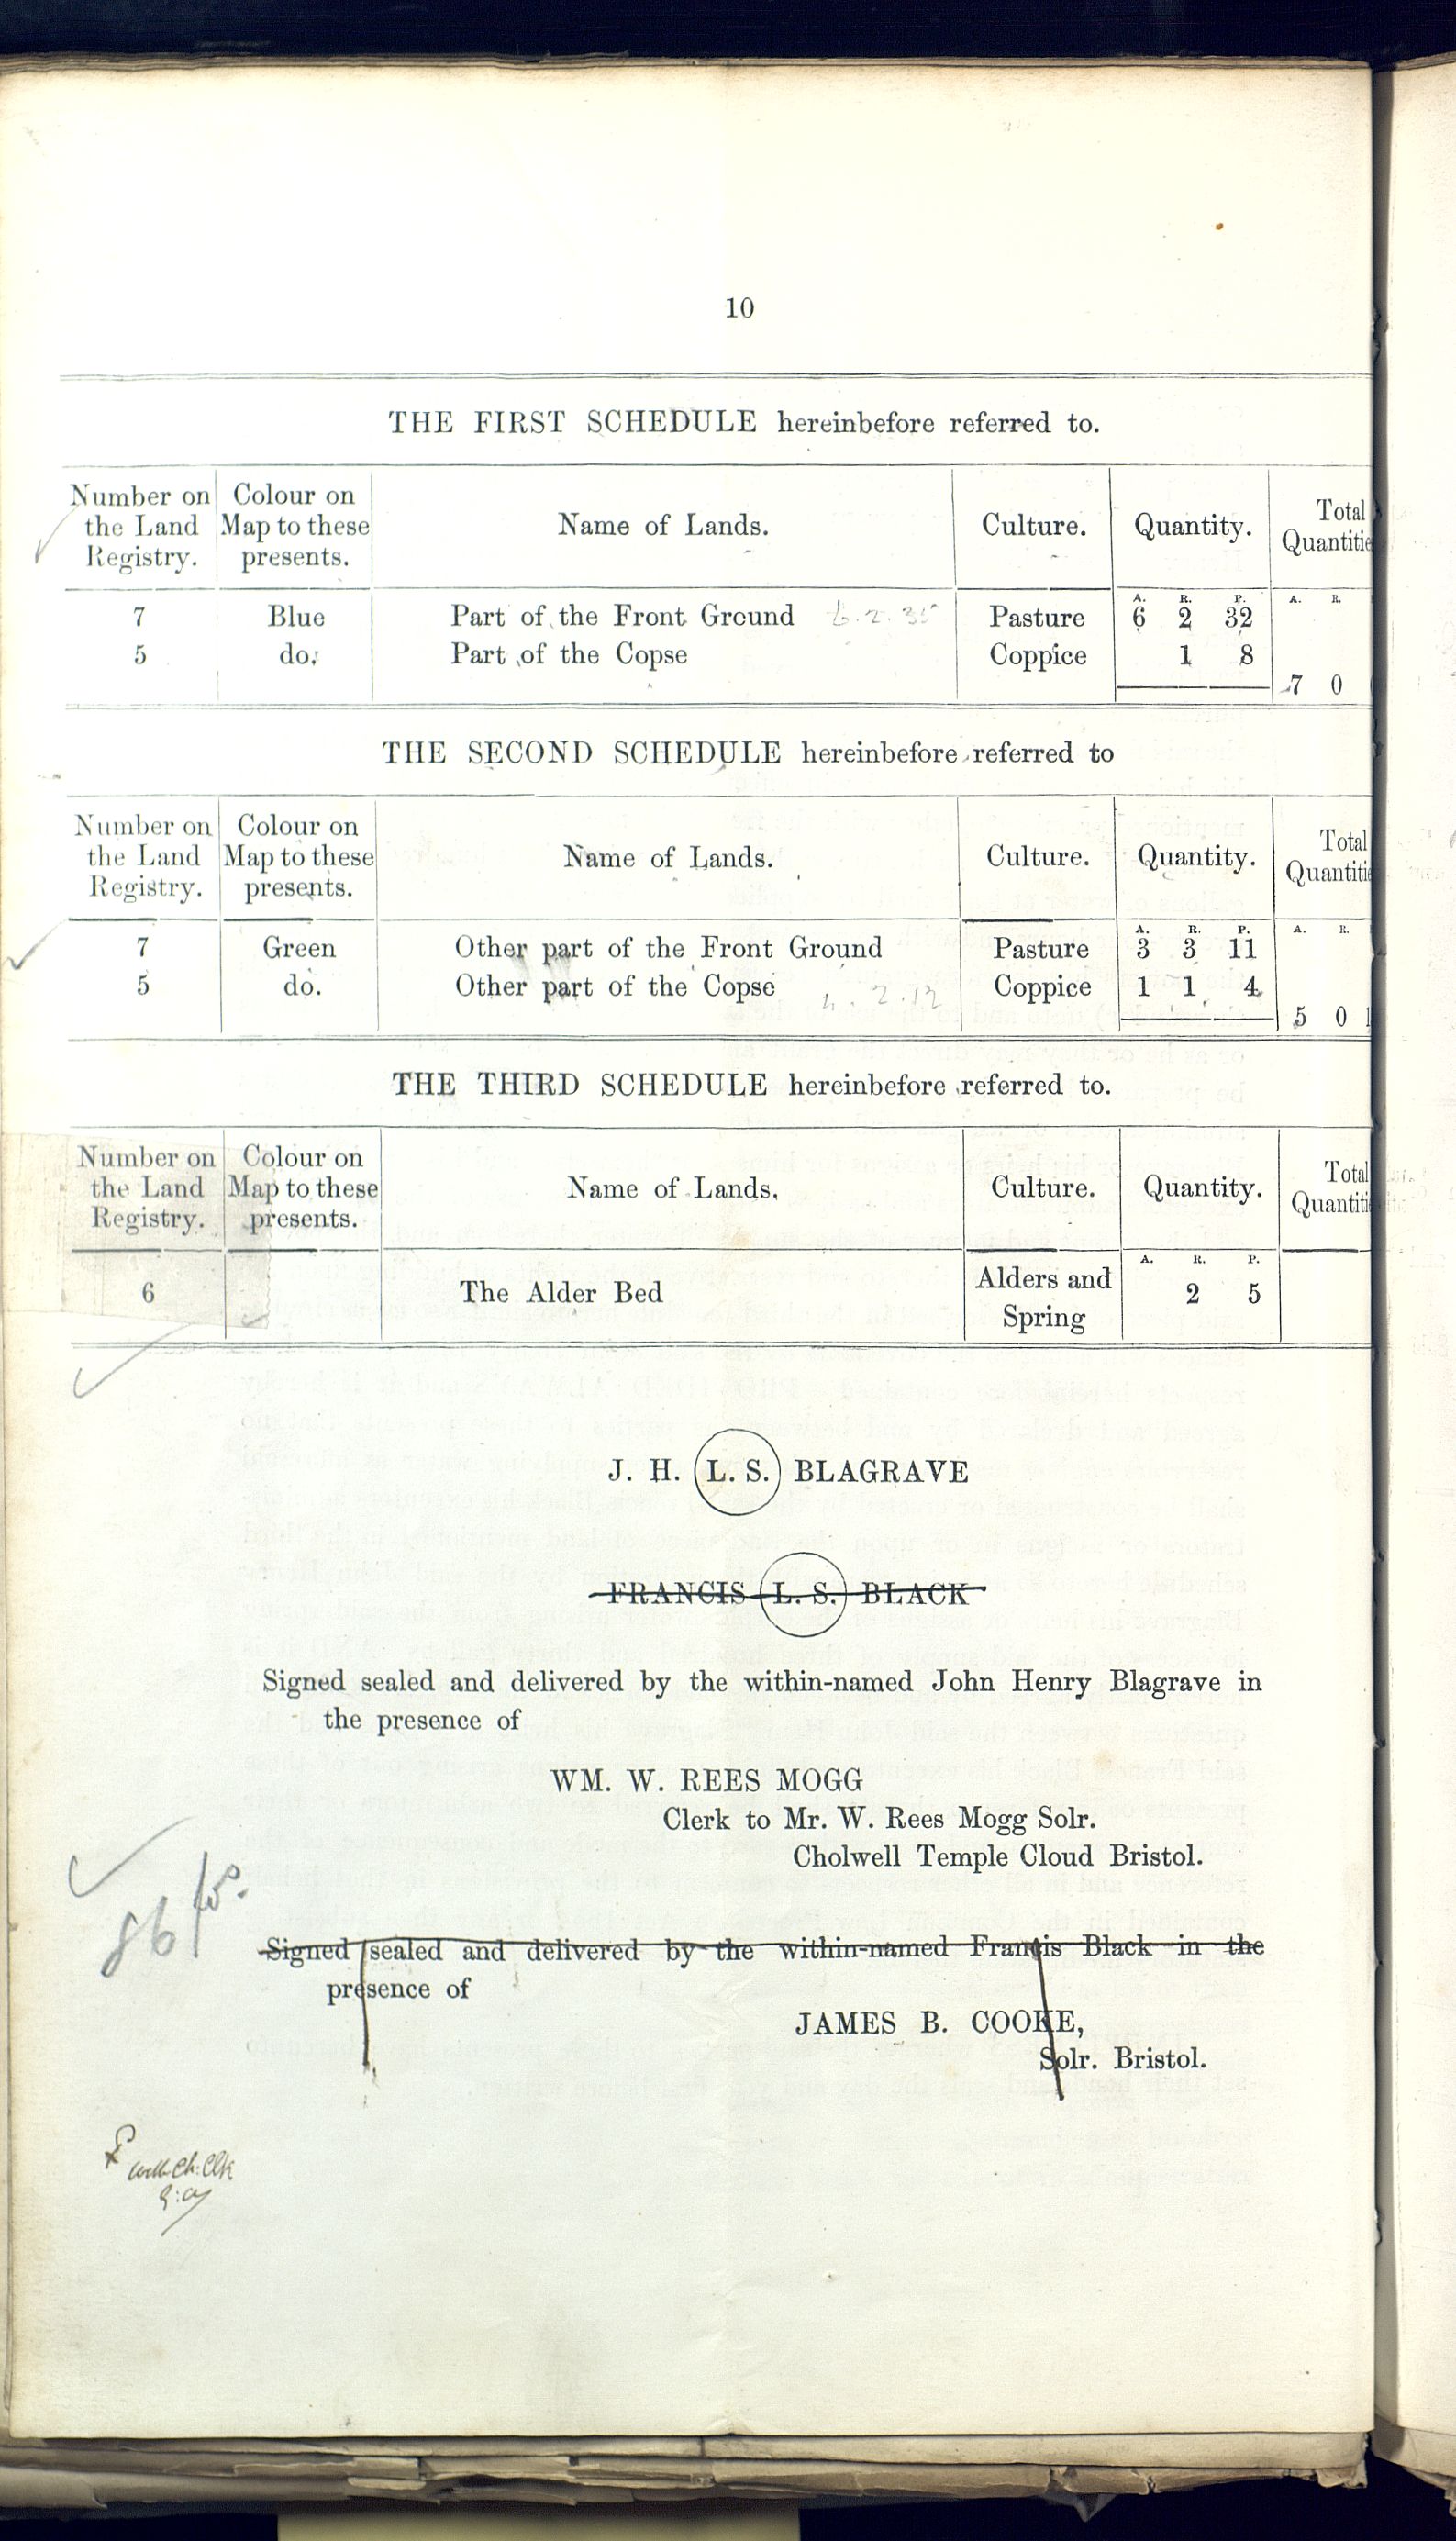 10
THE FIRST SCHEDULE hereinbefore referred to.
Number on the Land Registry. Colour on Map to these presents. Name of Lands. Culture. Quantity. Total
A. R. P. A. R.
7 Blue Part of the Front Ground 6.2.35 Pasture 6 2 32
5 do. Part of the Copse Coppice 1 8
7 0
THE SECOND SCHEDULE hereinbefore referred to
Number on the Land Registry. Colour on Map to these presents. Name of Lands. Culture. Quantity. Total
A. R. P. A. R.
7 Green Other part of the Front Ground Pasture 3 3 11
5 do. Other part of the Copse Coppice 1 1 4
5 0 1
THE THIRD SCHEDULE hereinbefore referred to.
Number on the Land Registry. Colour on Map to these presents. Name of Lands. Culture. Quantity. Total
A. R. P.
6 The Alder Bed Alders and Spring 2 5
J. H. L. S. BLAGRAVE
FRANCIS L. S. BLACK
Signed sealed and delivered by the within-named John Henry Blagrave in
the presence of
WM. W. REES MOGG
Clerk to Mr. W. Rees Mogg Solr.
Cholwell Temple Cloud Bristol.
Signed sealed and delivered by the within-named Francis Black in the
presence of
JAMES B. COOKE,
Solr. Bristol.